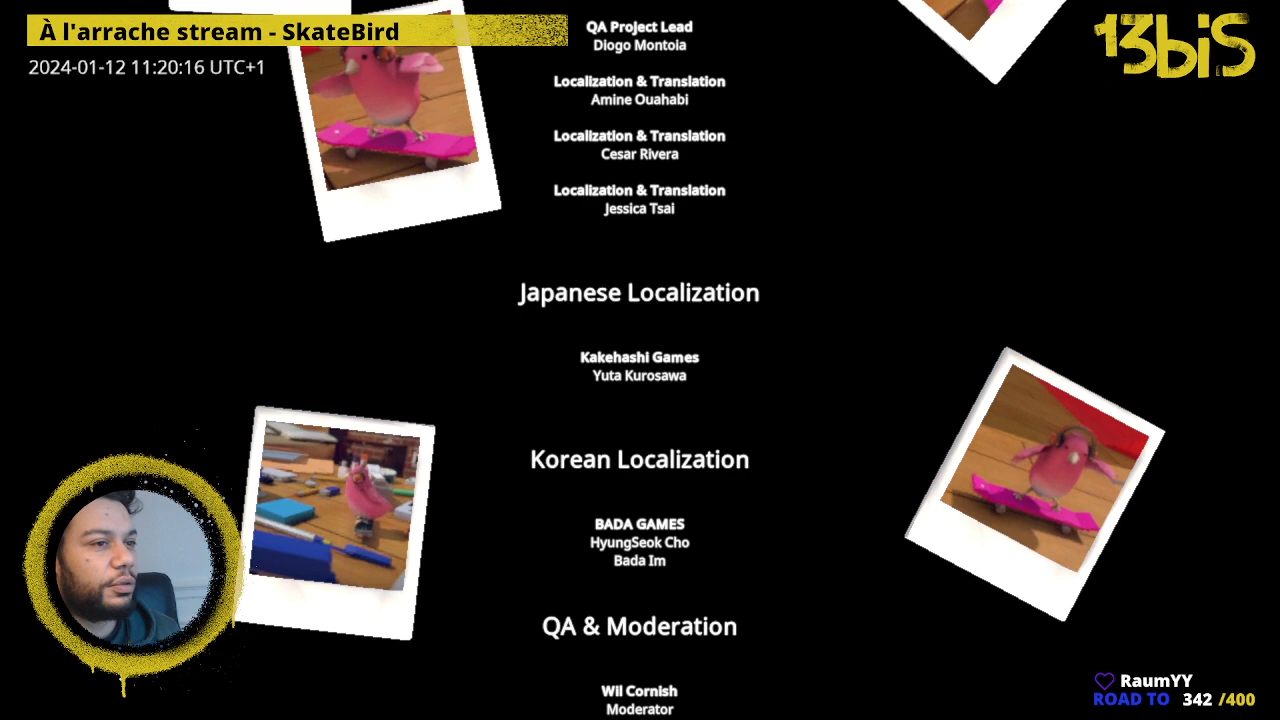 À l'arrache stream - SkateBird
2024-01-12 11:20:16 UTC+1
13biS
QA Project Lead
Diogo Montoia
Localization & Translation
Amine Ouahabi
Localization & Translation
Cesar Rivera
Localization & Translation
Jessica Tsai
Japanese Localization
Kakehashi Games
Yuta Kurosawa
Korean Localization
BADA GAMES
HyungSeok Cho
Bada Im
QA & Moderation
Wil Cornish
Moderator
RaumYY
ROAD TO 342 /400